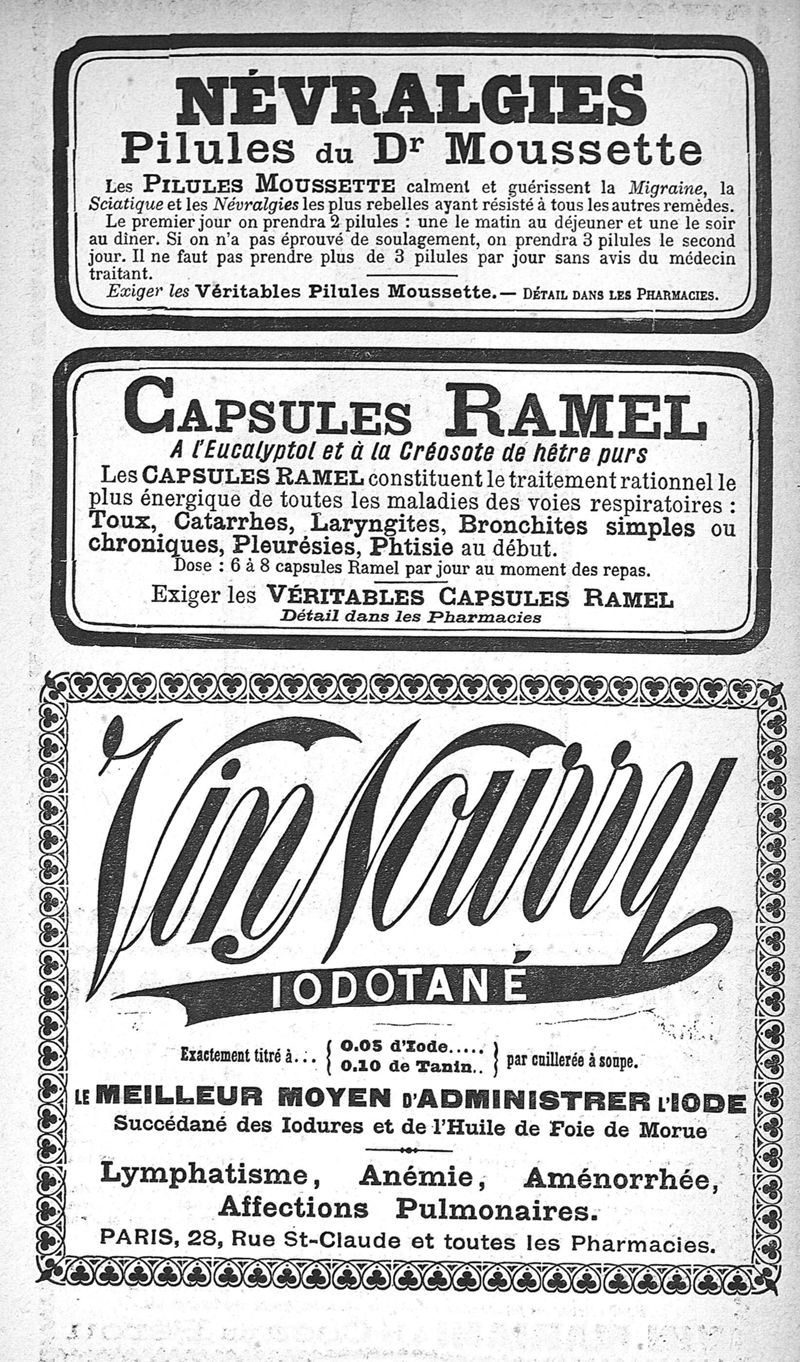 NÉVRALGIES
Pilules du Dr Moussette
Les PILULES MOUSSETTE calment et guérissent la Migraine, la
Sciatique et les Névralgies les plus rebelles ayant résisté à tous les autres remèdes.
Le premier jour on prendra 2 pilules : une le matin au déjeuner et une le soir
au dîner. Si on n'a pas éprouvé de soulagement, on prendra 3 pilules le second
jour. Il ne faut pas prendre plus de 3 pilules par jour sans avis du médecin
traitant.
Exiger les Véritables Pilules Moussette.— DÉTAIL DANS LES PHARMACIES.
CAPSULES RAMEL
A l'Eucalyptol et à la Créosote de hêtre purs
Les CAPSULES RAMEL constituent le traitement rationnel le
plus énergique de toutes les maladies des voies respiratoires :
Toux, Catarrhes, Laryngites, Bronchites simples ou
chroniques, Pleurésies, Phtisie au début.
Dose : 6 à 8 capsules Ramel par jour au moment des repas.
Exiger les VÉRITABLES CAPSULES RAMEL
Détail dans les Pharmacies
Vin Nourry
IODOTANÉ
Exactement titré à... { 0.05 d'Iode..... } par cuillerée à soupe.
0.10 de Tanin..
LE MEILLEUR MOYEN D'ADMINISTRER L'IODE
Succédané des Iodures et de l'Huile de Foie de Morue
Lymphatisme, Anémie, Aménorrhée,
Affections Pulmonaires.
PARIS, 28, Rue St-Claude et toutes les Pharmacies.